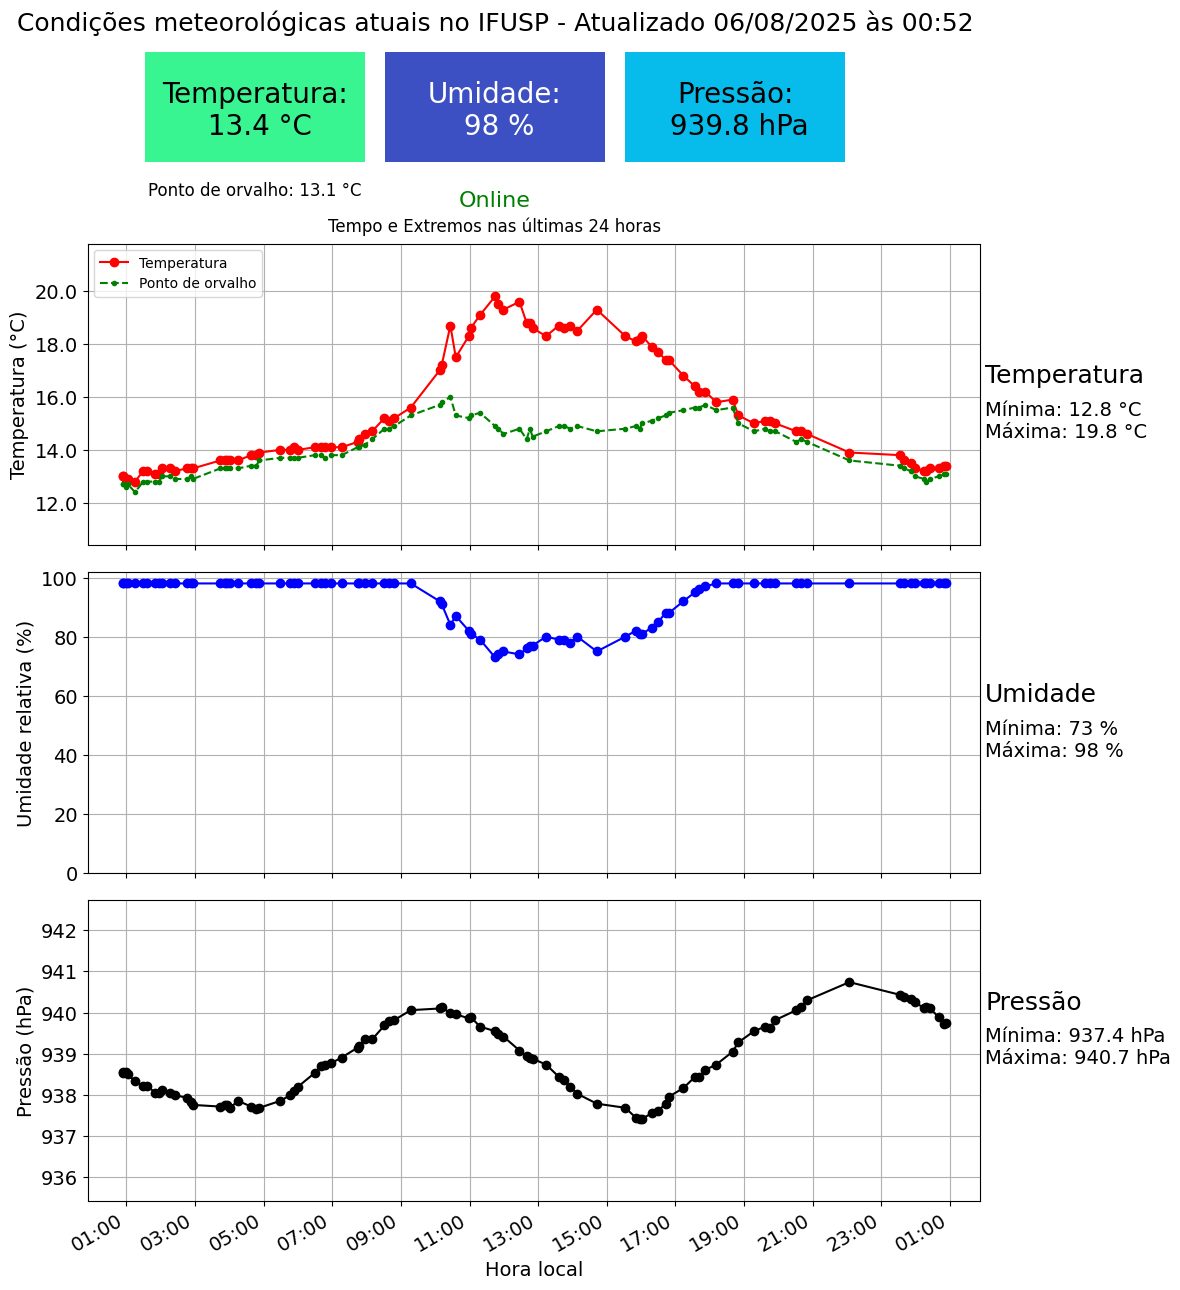 Condições meteorológicas atuais no IFUSP - Atualizado 06/08/2025 às 00:52
Temperatura:
13.4 °C
Umidade:
98 %
Pressão:
939.8 hPa
Ponto de orvalho: 13.1 °C
Online
Tempo e Extremos nas últimas 24 horas
Temperatura (°C)
20.0
18.0
16.0
14.0
12.0
Temperatura
Ponto de orvalho
Temperatura
Mínima: 12.8 °C
Máxima: 19.8 °C
Umidade relativa (%)
100
80
60
40
20
0
Umidade
Mínima: 73 %
Máxima: 98 %
Pressão (hPa)
942
941
940
939
938
937
936
Pressão
Mínima: 937.4 hPa
Máxima: 940.7 hPa
01:00
03:00
05:00
07:00
09:00
11:00
13:00
15:00
17:00
19:00
21:00
23:00
01:00
Hora local